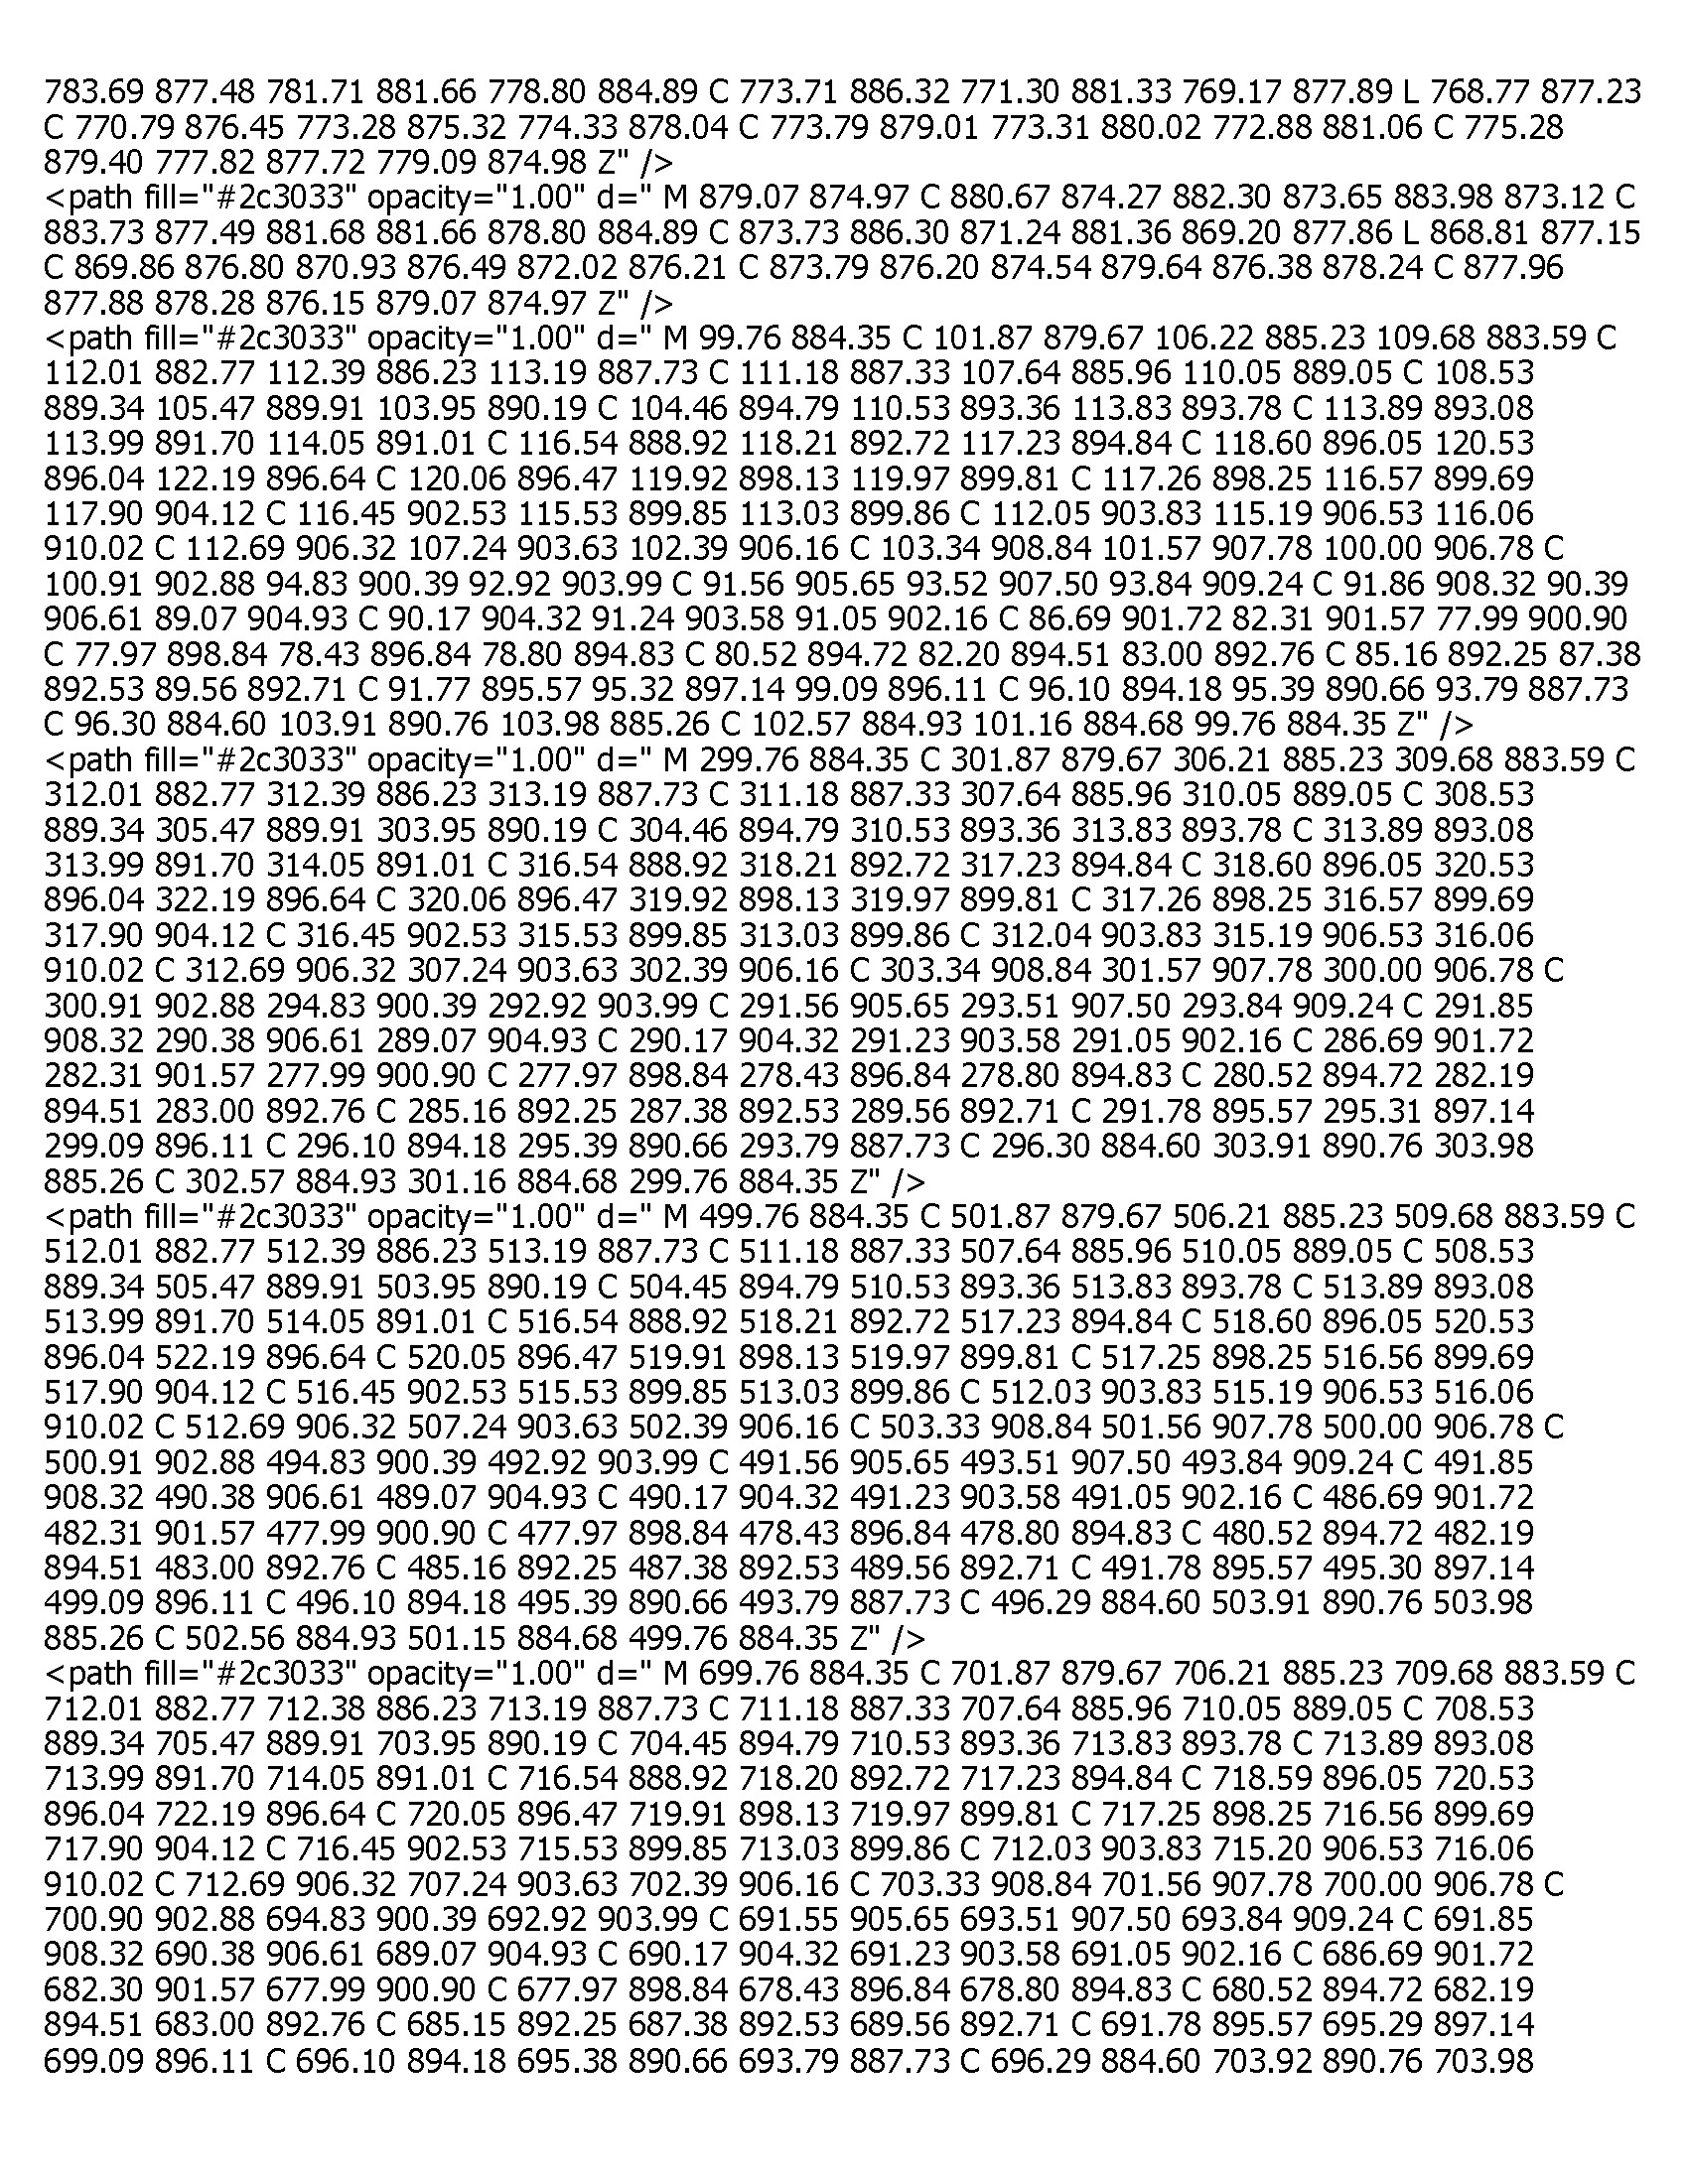 783.69 877.48 781.71 881.66 778.80 884.89 C 773.71 886.32 771.30 881.33 769.17 877.89 L 768.77 877.23
C 770.79 876.45 773.28 875.32 774.33 878.04 C 773.79 879.01 773.31 880.02 772.88 881.06 C 775.28
879.40 777.82 877.72 779.09 874.98 Z" />
<path fill="#2c3033" opacity="1.00" d=" M 879.07 874.97 C 880.67 874.27 882.30 873.65 883.98 873.12 C
883.73 877.49 881.68 881.66 878.80 884.89 C 873.73 886.30 871.24 881.36 869.20 877.86 L 868.81 877.15
C 869.86 876.80 870.93 876.49 872.02 876.21 C 873.79 876.20 874.54 879.64 876.38 878.24 C 877.96
877.88 878.28 876.15 879.07 874.97 Z" />
<path fill="#2c3033" opacity="1.00" d=" M 99.76 884.35 C 101.87 879.67 106.22 885.23 109.68 883.59 C
112.01 882.77 112.39 886.23 113.19 887.73 C 111.18 887.33 107.64 885.96 110.05 889.05 C 108.53
889.34 105.47 889.91 103.95 890.19 C 104.46 894.79 110.53 893.36 113.83 893.78 C 113.89 893.08
113.99 891.70 114.05 891.01 C 116.54 888.92 118.21 892.72 117.23 894.84 C 118.60 896.05 120.53
896.04 122.19 896.64 C 120.06 896.47 119.92 898.13 119.97 899.81 C 117.26 898.25 116.57 899.69
117.90 904.12 C 116.45 902.53 115.53 899.85 113.03 899.86 C 112.05 903.83 115.19 906.53 116.06
910.02 C 112.69 906.32 107.24 903.63 102.39 906.16 C 103.34 908.84 101.57 907.78 100.00 906.78 C
100.91 902.88 94.83 900.39 92.92 903.99 C 91.56 905.65 93.52 907.50 93.84 909.24 C 91.86 908.32 90.39
906.61 89.07 904.93 C 90.17 904.32 91.24 903.58 91.05 902.16 C 86.69 901.72 82.31 901.57 77.99 900.90
C 77.97 898.84 78.43 896.84 78.80 894.83 C 80.52 894.72 82.20 894.51 83.00 892.76 C 85.16 892.25 87.38
892.53 89.56 892.71 C 91.77 895.57 95.32 897.14 99.09 896.11 C 96.10 894.18 95.39 890.66 93.79 887.73
C 96.30 884.60 103.91 890.76 103.98 885.26 C 102.57 884.93 101.16 884.68 99.76 884.35 Z" />
<path fill="#2c3033" opacity="1.00" d=" M 299.76 884.35 C 301.87 879.67 306.21 885.23 309.68 883.59 C
312.01 882.77 312.39 886.23 313.19 887.73 C 311.18 887.33 307.64 885.96 310.05 889.05 C 308.53
889.34 305.47 889.91 303.95 890.19 C 304.46 894.79 310.53 893.36 313.83 893.78 C 313.89 893.08
313.99 891.70 314.05 891.01 C 316.54 888.92 318.21 892.72 317.23 894.84 C 318.60 896.05 320.53
896.04 322.19 896.64 C 320.06 896.47 319.92 898.13 319.97 899.81 C 317.26 898.25 316.57 899.69
317.90 904.12 C 316.45 902.53 315.53 899.85 313.03 899.86 C 312.04 903.83 315.19 906.53 316.06
910.02 C 312.69 906.32 307.24 903.63 302.39 906.16 C 303.34 908.84 301.57 907.78 300.00 906.78 C
300.91 902.88 294.83 900.39 292.92 903.99 C 291.56 905.65 293.51 907.50 293.84 909.24 C 291.85
908.32 290.38 906.61 289.07 904.93 C 290.17 904.32 291.23 903.58 291.05 902.16 C 286.69 901.72
282.31 901.57 277.99 900.90 C 277.97 898.84 278.43 896.84 278.80 894.83 C 280.52 894.72 282.19
894.51 283.00 892.76 C 285.16 892.25 287.38 892.53 289.56 892.71 C 291.78 895.57 295.31 897.14
299.09 896.11 C 296.10 894.18 295.39 890.66 293.79 887.73 C 296.30 884.60 303.91 890.76 303.98
885.26 C 302.57 884.93 301.16 884.68 299.76 884.35 Z" />
<path fill="#2c3033" opacity="1.00" d=" M 499.76 884.35 C 501.87 879.67 506.21 885.23 509.68 883.59 C
512.01 882.77 512.39 886.23 513.19 887.73 C 511.18 887.33 507.64 885.96 510.05 889.05 C 508.53
889.34 505.47 889.91 503.95 890.19 C 504.45 894.79 510.53 893.36 513.83 893.78 C 513.89 893.08
513.99 891.70 514.05 891.01 C 516.54 888.92 518.21 892.72 517.23 894.84 C 518.60 896.05 520.53
896.04 522.19 896.64 C 520.05 896.47 519.91 898.13 519.97 899.81 C 517.25 898.25 516.56 899.69
517.90 904.12 C 516.45 902.53 515.53 899.85 513.03 899.86 C 512.03 903.83 515.19 906.53 516.06
910.02 C 512.69 906.32 507.24 903.63 502.39 906.16 C 503.33 908.84 501.56 907.78 500.00 906.78 C
500.91 902.88 494.83 900.39 492.92 903.99 C 491.56 905.65 493.51 907.50 493.84 909.24 C 491.85
908.32 490.38 906.61 489.07 904.93 C 490.17 904.32 491.23 903.58 491.05 902.16 C 486.69 901.72
482.31 901.57 477.99 900.90 C 477.97 898.84 478.43 896.84 478.80 894.83 C 480.52 894.72 482.19
894.51 483.00 892.76 C 485.16 892.25 487.38 892.53 489.56 892.71 C 491.78 895.57 495.30 897.14
499.09 896.11 C 496.10 894.18 495.39 890.66 493.79 887.73 C 496.29 884.60 503.91 890.76 503.98
885.26 C 502.56 884.93 501.15 884.68 499.76 884.35 Z" />
<path fill="#2c3033" opacity="1.00" d=" M 699.76 884.35 C 701.87 879.67 706.21 885.23 709.68 883.59 C
712.01 882.77 712.38 886.23 713.19 887.73 C 711.18 887.33 707.64 885.96 710.05 889.05 C 708.53
889.34 705.47 889.91 703.95 890.19 C 704.45 894.79 710.53 893.36 713.83 893.78 C 713.89 893.08
713.99 891.70 714.05 891.01 C 716.54 888.92 718.20 892.72 717.23 894.84 C 718.59 896.05 720.53
896.04 722.19 896.64 C 720.05 896.47 719.91 898.13 719.97 899.81 C 717.25 898.25 716.56 899.69
717.90 904.12 C 716.45 902.53 715.53 899.85 713.03 899.86 C 712.03 903.83 715.20 906.53 716.06
910.02 C 712.69 906.32 707.24 903.63 702.39 906.16 C 703.33 908.84 701.56 907.78 700.00 906.78 C
700.90 902.88 694.83 900.39 692.92 903.99 C 691.55 905.65 693.51 907.50 693.84 909.24 C 691.85
908.32 690.38 906.61 689.07 904.93 C 690.17 904.32 691.23 903.58 691.05 902.16 C 686.69 901.72
682.30 901.57 677.99 900.90 C 677.97 898.84 678.43 896.84 678.80 894.83 C 680.52 894.72 682.19
894.51 683.00 892.76 C 685.15 892.25 687.38 892.53 689.56 892.71 C 691.78 895.57 695.29 897.14
699.09 896.11 C 696.10 894.18 695.38 890.66 693.79 887.73 C 696.29 884.60 703.92 890.76 703.98